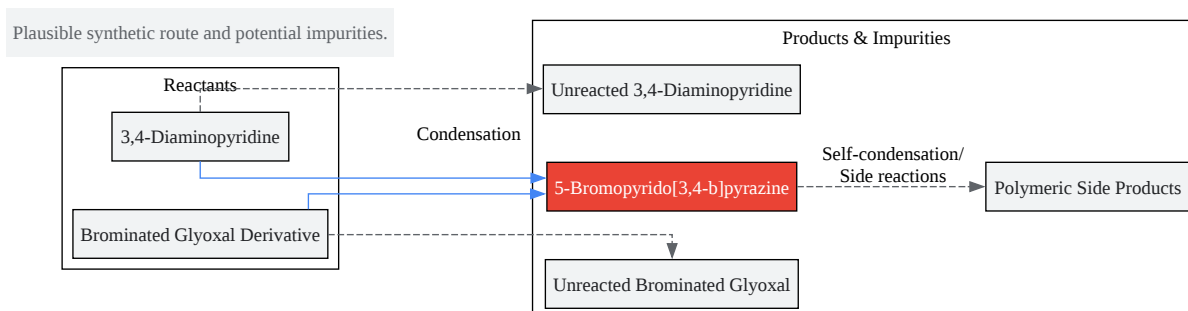 Plausible synthetic route and potential impurities.
Products & Impurities
Reactants
Unreacted 3,4-Diaminopyridine
3,4-Diaminopyridine
Condensation
Self-condensation/
Side reactions
5-Bromopyrido[3,4-b]pyrazine
Polymeric Side Products
Brominated Glyoxal Derivative
Unreacted Brominated Glyoxal